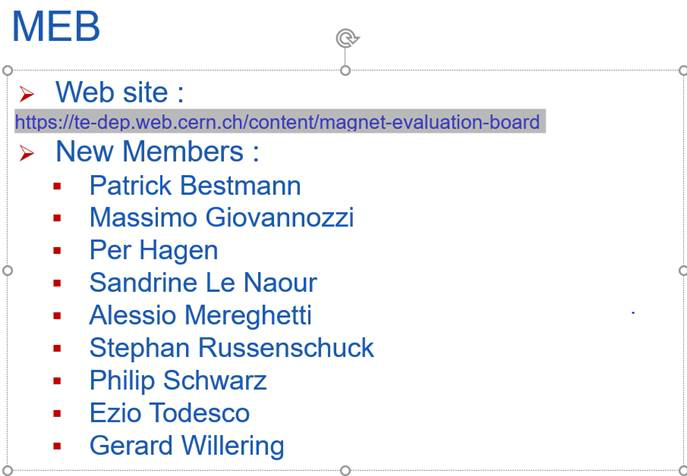 MEB
Web site :
https://te-dep.web.cern.ch/content/magnet-evaluation-board
New Members :
Patrick Bestmann
Massimo Giovannozzi
Per Hagen
Sandrine Le Naour
Alessio Mereghetti
Stephan Russenschuck
Philip Schwarz
Ezio Todesco
Gerard Willering